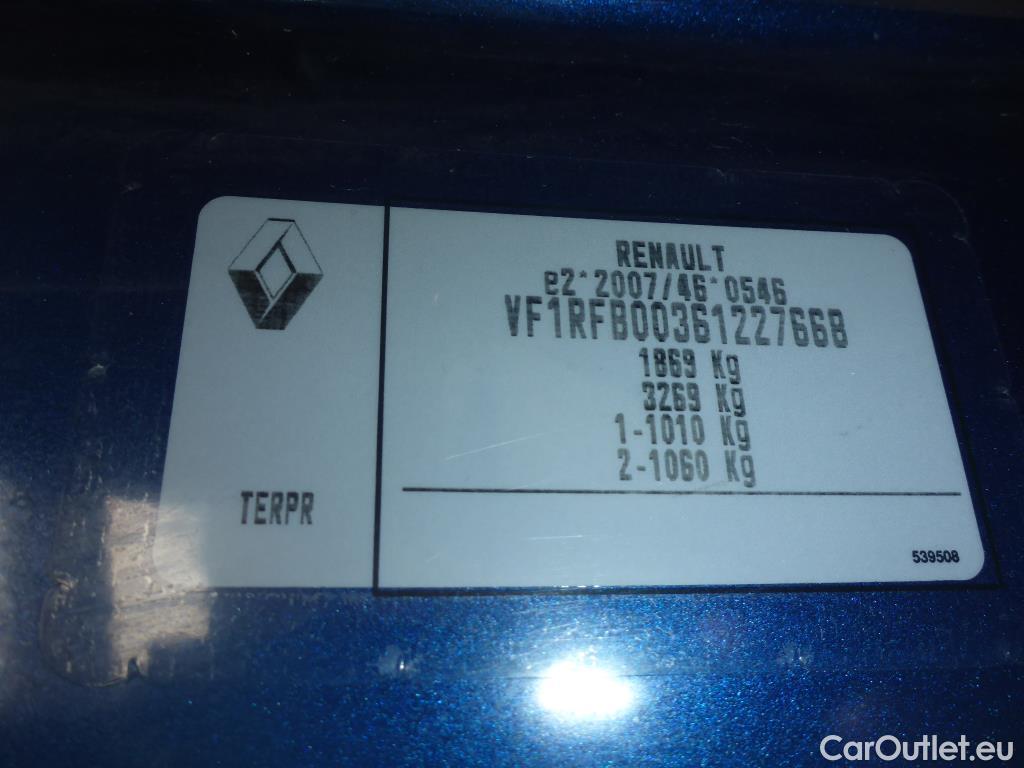 RENAULT
e2*2007/46*0546
VF1RFB00361227668
1869 Kg
3269 Kg
1-1010 Kg
2-1060 Kg
TERPR
539508
CarOutlet.eu